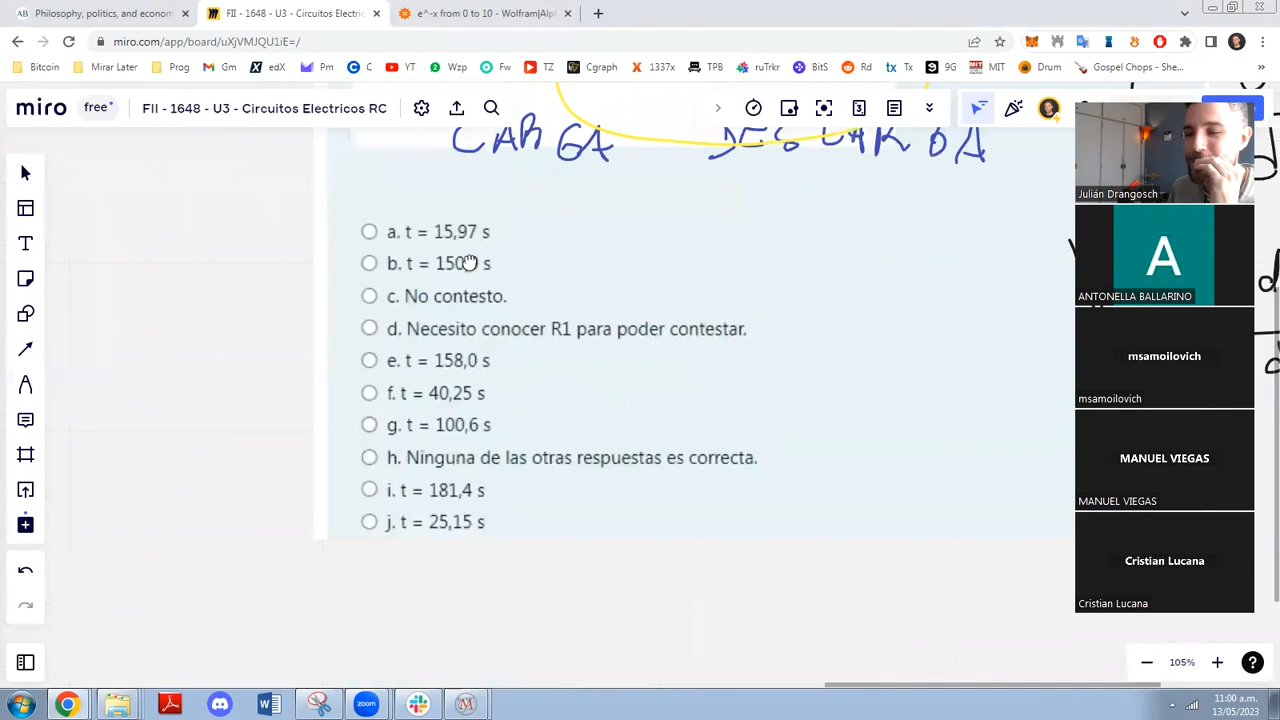 Philosophy, politics, and econom
FII - 1648 - U3 - Circuitos Electric
e^-x from 0 to 10 - Wolfram|Alph
miro.com/app/board/uXjVMJQU1iE=/
Bitcoin
Mirar Later
Prog
Gm
edX
Pm
C
YT
Wzp
Fw
TZ
Cgraph
1337x
TPB
ruTrkr
BitS
Rd
Tx
9G
MIT
Drum
Gospel Chops - She...
miro
free
FII - 1648 - U3 - Circuitos Electricos RC
CARGA DESCARGA
Julián Drangosch
a. t = 15,97 s
b. t = 150 s
c. No contesto.
d. Necesito conocer R1 para poder contestar.
e. t = 158,0 s
f. t = 40,25 s
g. t = 100,6 s
h. Ninguna de las otras respuestas es correcta.
i. t = 181,4 s
j. t = 25,15 s
A
ANTONELLA BALLARINO
msamoilovich
msamoilovich
MANUEL VIEGAS
MANUEL VIEGAS
Cristian Lucana
Cristian Lucana
105%
zoom
11:00 a.m.
13/05/2023